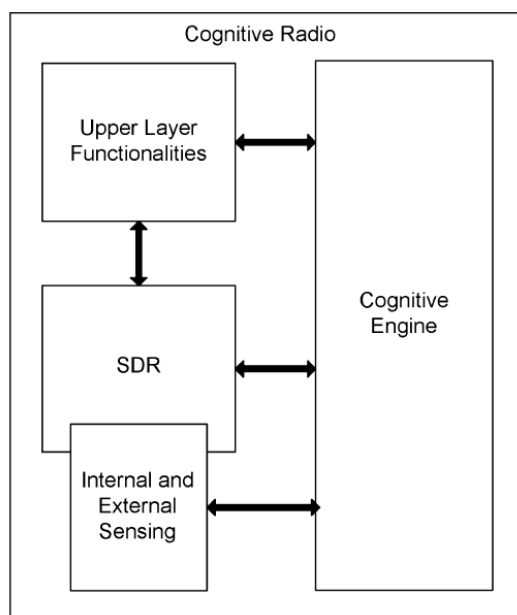 Cognitive Radio
Upper Layer
Functionalities
SDR
Internal and
External
Sensing
Cognitive
Engine